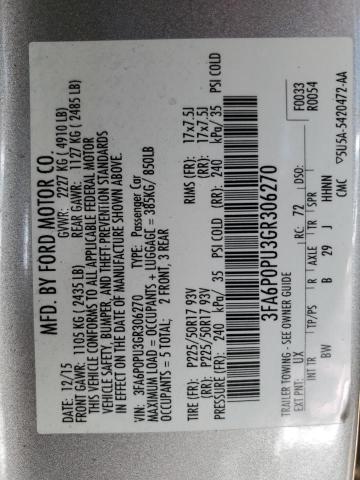 MFD. BY FORD MOTOR CO.
12/15 GVWR: 2227 KG ( 4910 LB)
FRONT GAWR: 1105 KG ( 2435 LB) REAR GAWR: 1127 KG ( 2485 LB)
THIS VEHICLE CONFORMS TO ALL APPLICABLE FEDERAL MOTOR
VEHICLE SAFETY, BUMPER, AND THEFT PREVENTION STANDARDS
IN EFFECT ON THE DATE OF MANUFACTURE SHOWN ABOVE.
VIN: 3FA6P0PU3GR306270
TYPE: Passenger Car
MAXIMUM LOAD = OCCUPANTS + LUGGAGE = 385KG/ 850LB
OCCUPANTS = 5 TOTAL: 2 FRONT, 3 REAR
TIRE (FR): P225/50R17 93V RIMS (FR): 17x7.5J
TIRE (RR): P225/50R17 93V (RR): 17x7.5J
PRESSURE (FR): 240 kPA/ 35 PSI COLD (RR): 240 kPA/ 35 PSI COLD
3FA6P0PU3GR306270
TRAILER TOWING - SEE OWNER GUIDE
F0033
R0054
EXT PNT: UX RC: 72 DSO:
INT TR TP/PS R AXLE TR SPR
BW B 29 J HHNN
CMC ▽5U5A-5420472-AA